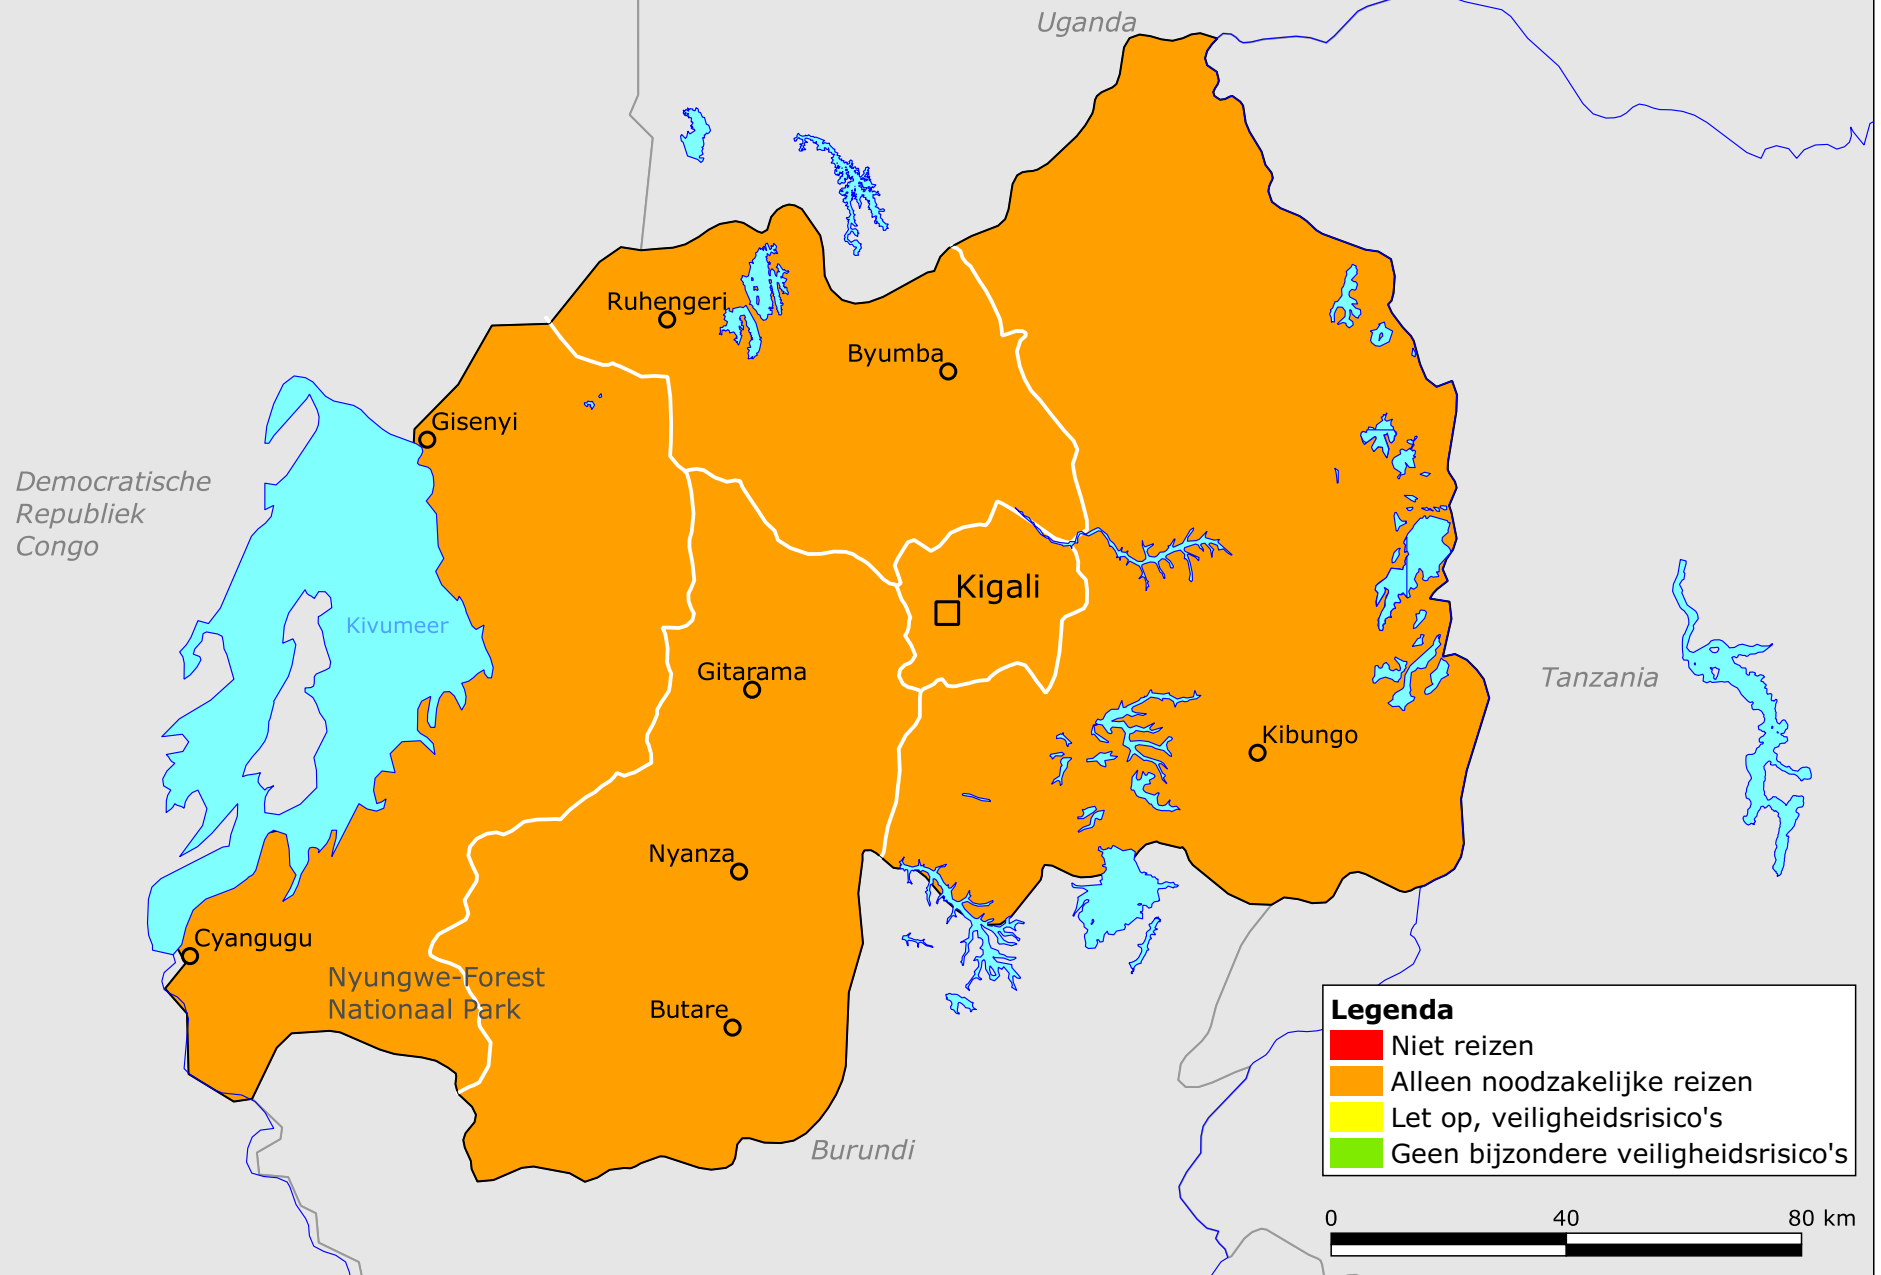 Uganda
Ruhengeri
Byumba
Gisenyi
Democratische
Republiek
Congo
Kigali
Kivumeer
Gitarama
Tanzania
Kibungo
Nyanza
Cyangugu
Nyungwe-Forest
Nationaal Park
Butare
Burundi
Legenda
Niet reizen
Alleen noodzakelijke reizen
Let op, veiligheidsrisico's
Geen bijzondere veiligheidsrisico's
0 40 80 km